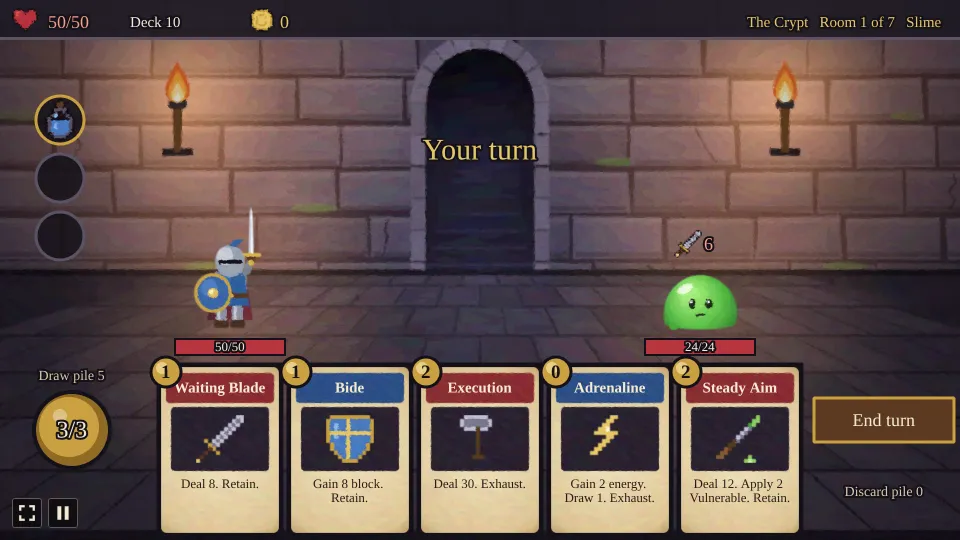 50/50
Deck 10
0
The Crypt Room 1 of 7 Slime
Your turn
6
50/50
24/24
Draw pile 5
3/3
1
Waiting Blade
Deal 8. Retain.
1
Bide
Gain 8 block.
Retain.
2
Execution
Deal 30. Exhaust.
0
Adrenaline
Gain 2 energy.
Draw 1. Exhaust.
2
Steady Aim
Deal 12. Apply 2
Vulnerable. Retain.
End turn
Discard pile 0